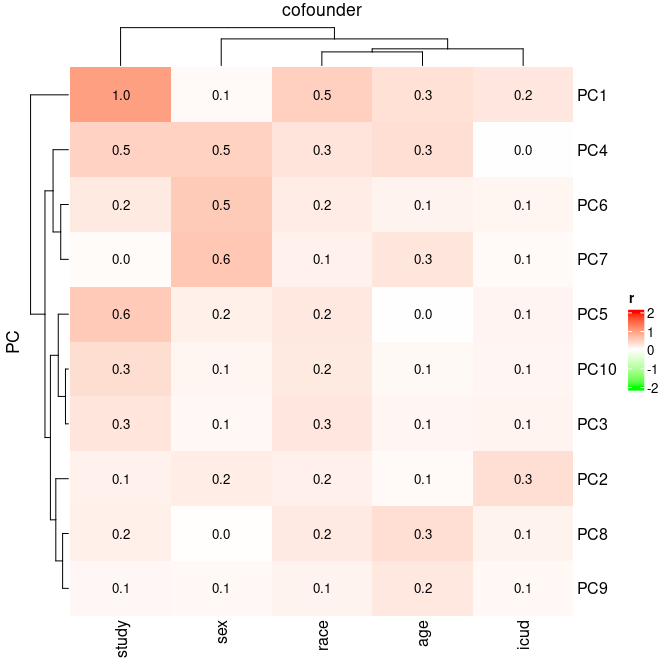 cofounder
1.0 0.1 0.5 0.3 0.2 PC1
0.5 0.5 0.3 0.3 0.0 PC4
0.2 0.5 0.2 0.1 0.1 PC6
0.0 0.6 0.1 0.3 0.1 PC7
0.6 0.2 0.2 0.0 0.1 PC5
0.3 0.1 0.2 0.1 0.1 PC10
0.3 0.1 0.3 0.1 0.1 PC3
0.1 0.2 0.2 0.1 0.3 PC2
0.2 0.0 0.2 0.3 0.1 PC8
0.1 0.1 0.1 0.2 0.1 PC9
study sex race age icud
PC
r
2
1
0
-1
-2